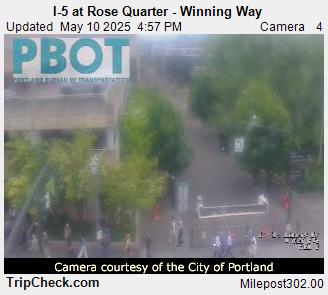 I-5 at Rose Quarter - Winning Way
Updated May 10 2025 4:57 PM Camera 4
PBOT
PORTLAND BUREAU OF TRANSPORTATION
Camera courtesy of the City of Portland
TripCheck.com Milepost302.00